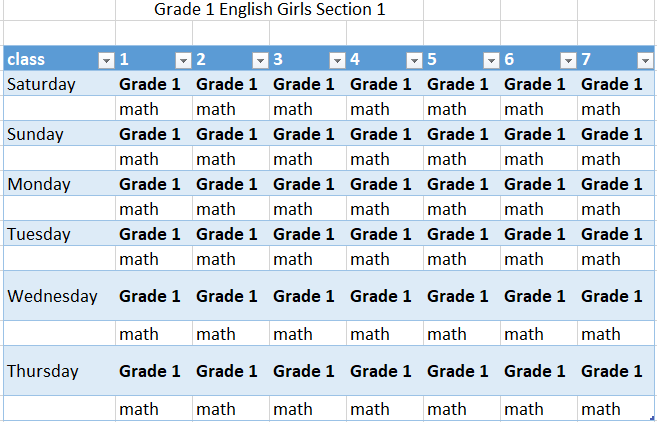 Grade 1 English Girls Section 1
class 1 2 3 4 5 6 7
Saturday Grade 1 Grade 1 Grade 1 Grade 1 Grade 1 Grade 1 Grade 1
math math math math math math math
Sunday Grade 1 Grade 1 Grade 1 Grade 1 Grade 1 Grade 1 Grade 1
math math math math math math math
Monday Grade 1 Grade 1 Grade 1 Grade 1 Grade 1 Grade 1 Grade 1
math math math math math math math
Tuesday Grade 1 Grade 1 Grade 1 Grade 1 Grade 1 Grade 1 Grade 1
math math math math math math math
Wednesday Grade 1 Grade 1 Grade 1 Grade 1 Grade 1 Grade 1 Grade 1
math math math math math math math
Thursday Grade 1 Grade 1 Grade 1 Grade 1 Grade 1 Grade 1 Grade 1
math math math math math math math